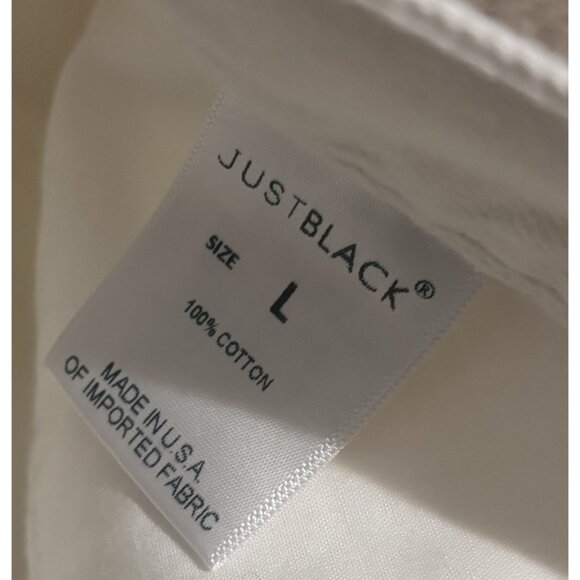 JUSTBLACK®
SIZE L
100% COTTON
MADE IN U.S.A.
OF IMPORTED FABRIC